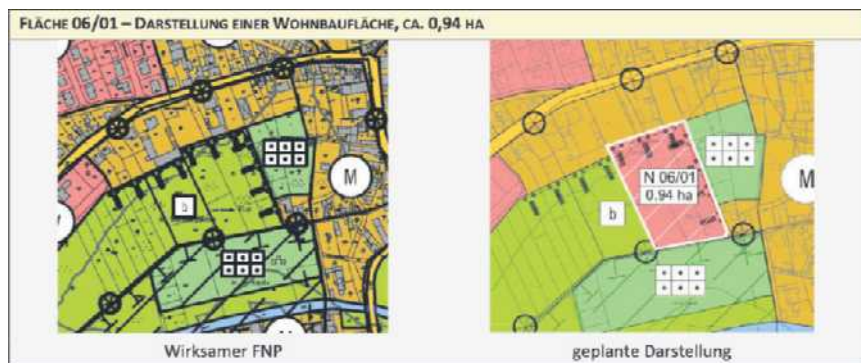 FLÄCHE 06/01 – DARSTELLUNG EINER WOHNBAUFLÄCHE, CA. 0,94 HA
M
b
N 06/01
0,94 ha
M
b
Wirksamer FNP
geplante Darstellung